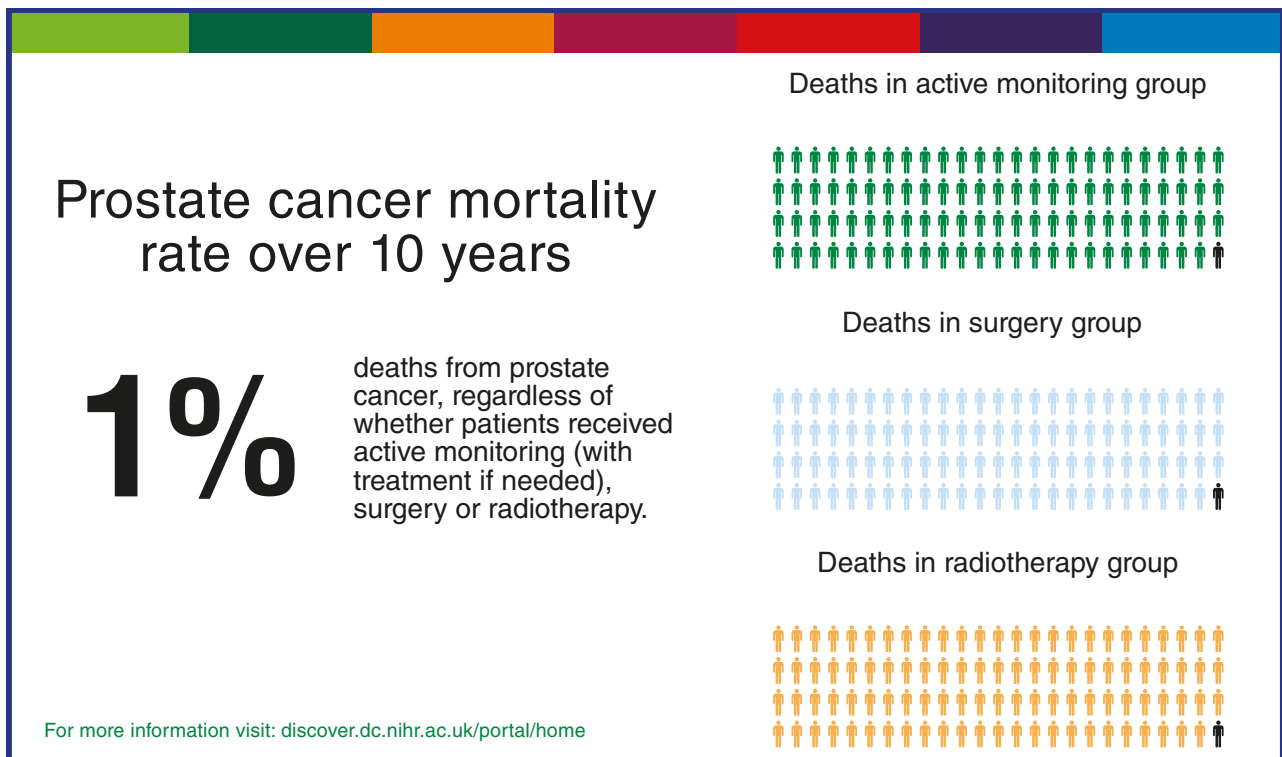 Prostate cancer mortality
rate over 10 years
1%
deaths from prostate
cancer, regardless of
whether patients received
active monitoring (with
treatment if needed),
surgery or radiotherapy.
For more information visit: discover.dc.nihr.ac.uk/portal/home
Deaths in active monitoring group
Deaths in surgery group
Deaths in radiotherapy group